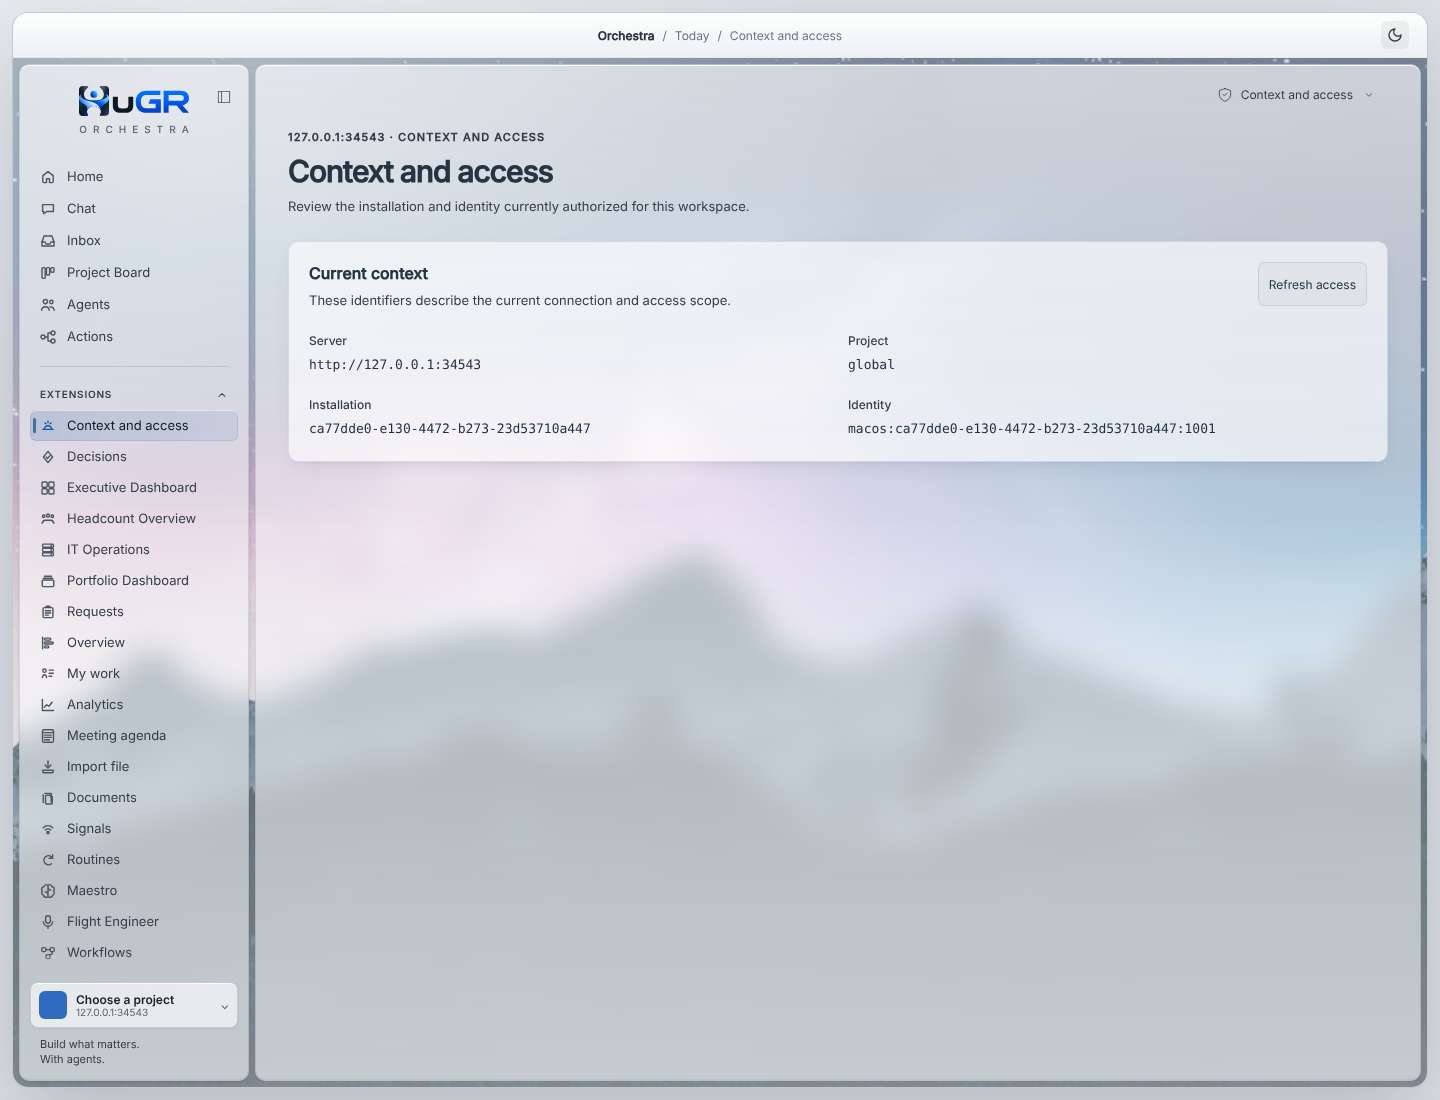 Orchestra / Today / Context and access
HuGR
ORCHESTRA
Home
Chat
Inbox
Project Board
Agents
Actions
EXTENSIONS
Context and access
Decisions
Executive Dashboard
Headcount Overview
IT Operations
Portfolio Dashboard
Requests
Overview
My work
Analytics
Meeting agenda
Import file
Documents
Signals
Routines
Maestro
Flight Engineer
Workflows
Choose a project
127.0.0.1:34543
Build what matters.
With agents.
Context and access
127.0.0.1:34543 · CONTEXT AND ACCESS
Context and access
Review the installation and identity currently authorized for this workspace.
Current context
These identifiers describe the current connection and access scope.
Refresh access
Server
http://127.0.0.1:34543
Project
global
Installation
ca77dde0-e130-4472-b273-23d53710a447
Identity
macos:ca77dde0-e130-4472-b273-23d53710a447:1001